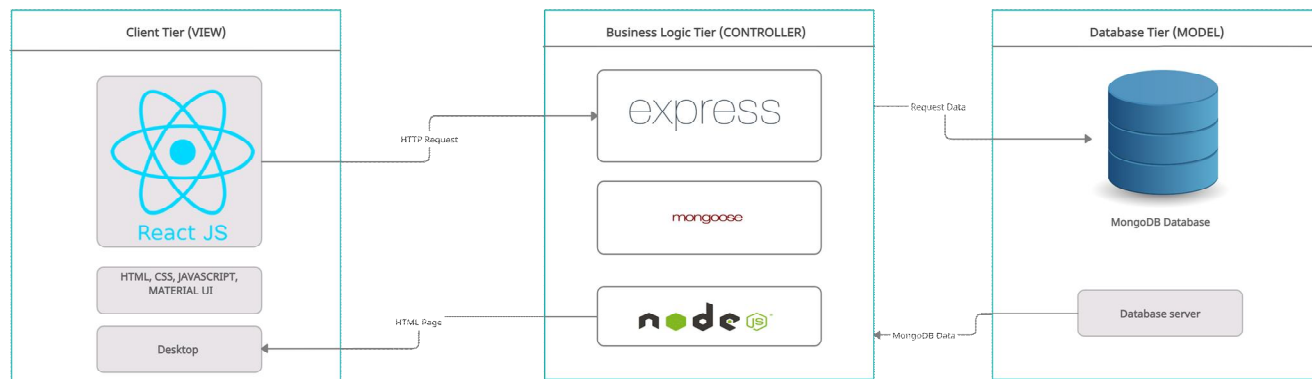 Client Tier (VIEW)
React JS
HTML, CSS, JAVASCRIPT,
MATERIAL UI
Desktop
HTTP Request
HTML Page
Business Logic Tier (CONTROLLER)
express
mongoose
node JS
Request Data
MongoDB Data
Database Tier (MODEL)
MongoDB Database
Database server